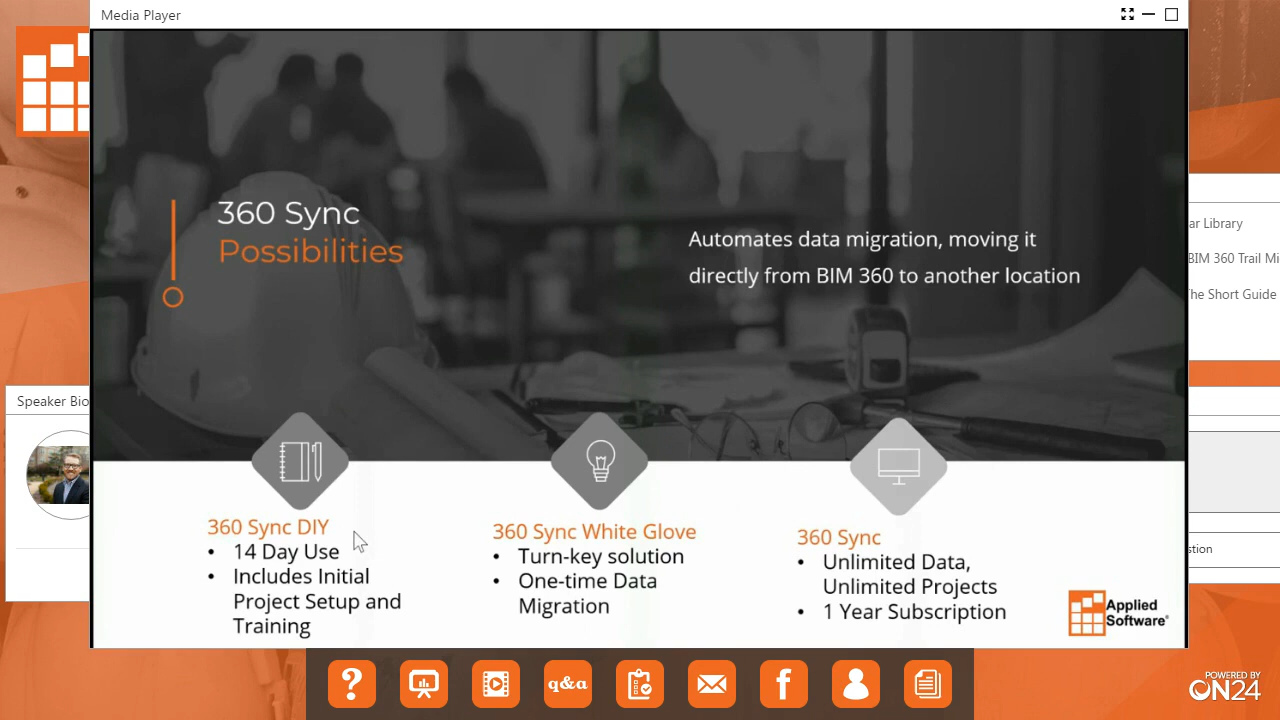 Media Player
360 Sync
Possibilities
Automates data migration, moving it
directly from BIM 360 to another location
ar Library
BIM 360 Trail Mi
he Short Guide
Speaker Bio
360 Sync DIY
• 14 Day Use
• Includes Initial
Project Setup and
Training
360 Sync White Glove
• Turn-key solution
• One-time Data
Migration
360 Sync
• Unlimited Data,
Unlimited Projects
• 1 Year Subscription
Applied
Software®
stion
?
q&a
f
POWERED BY
ON24